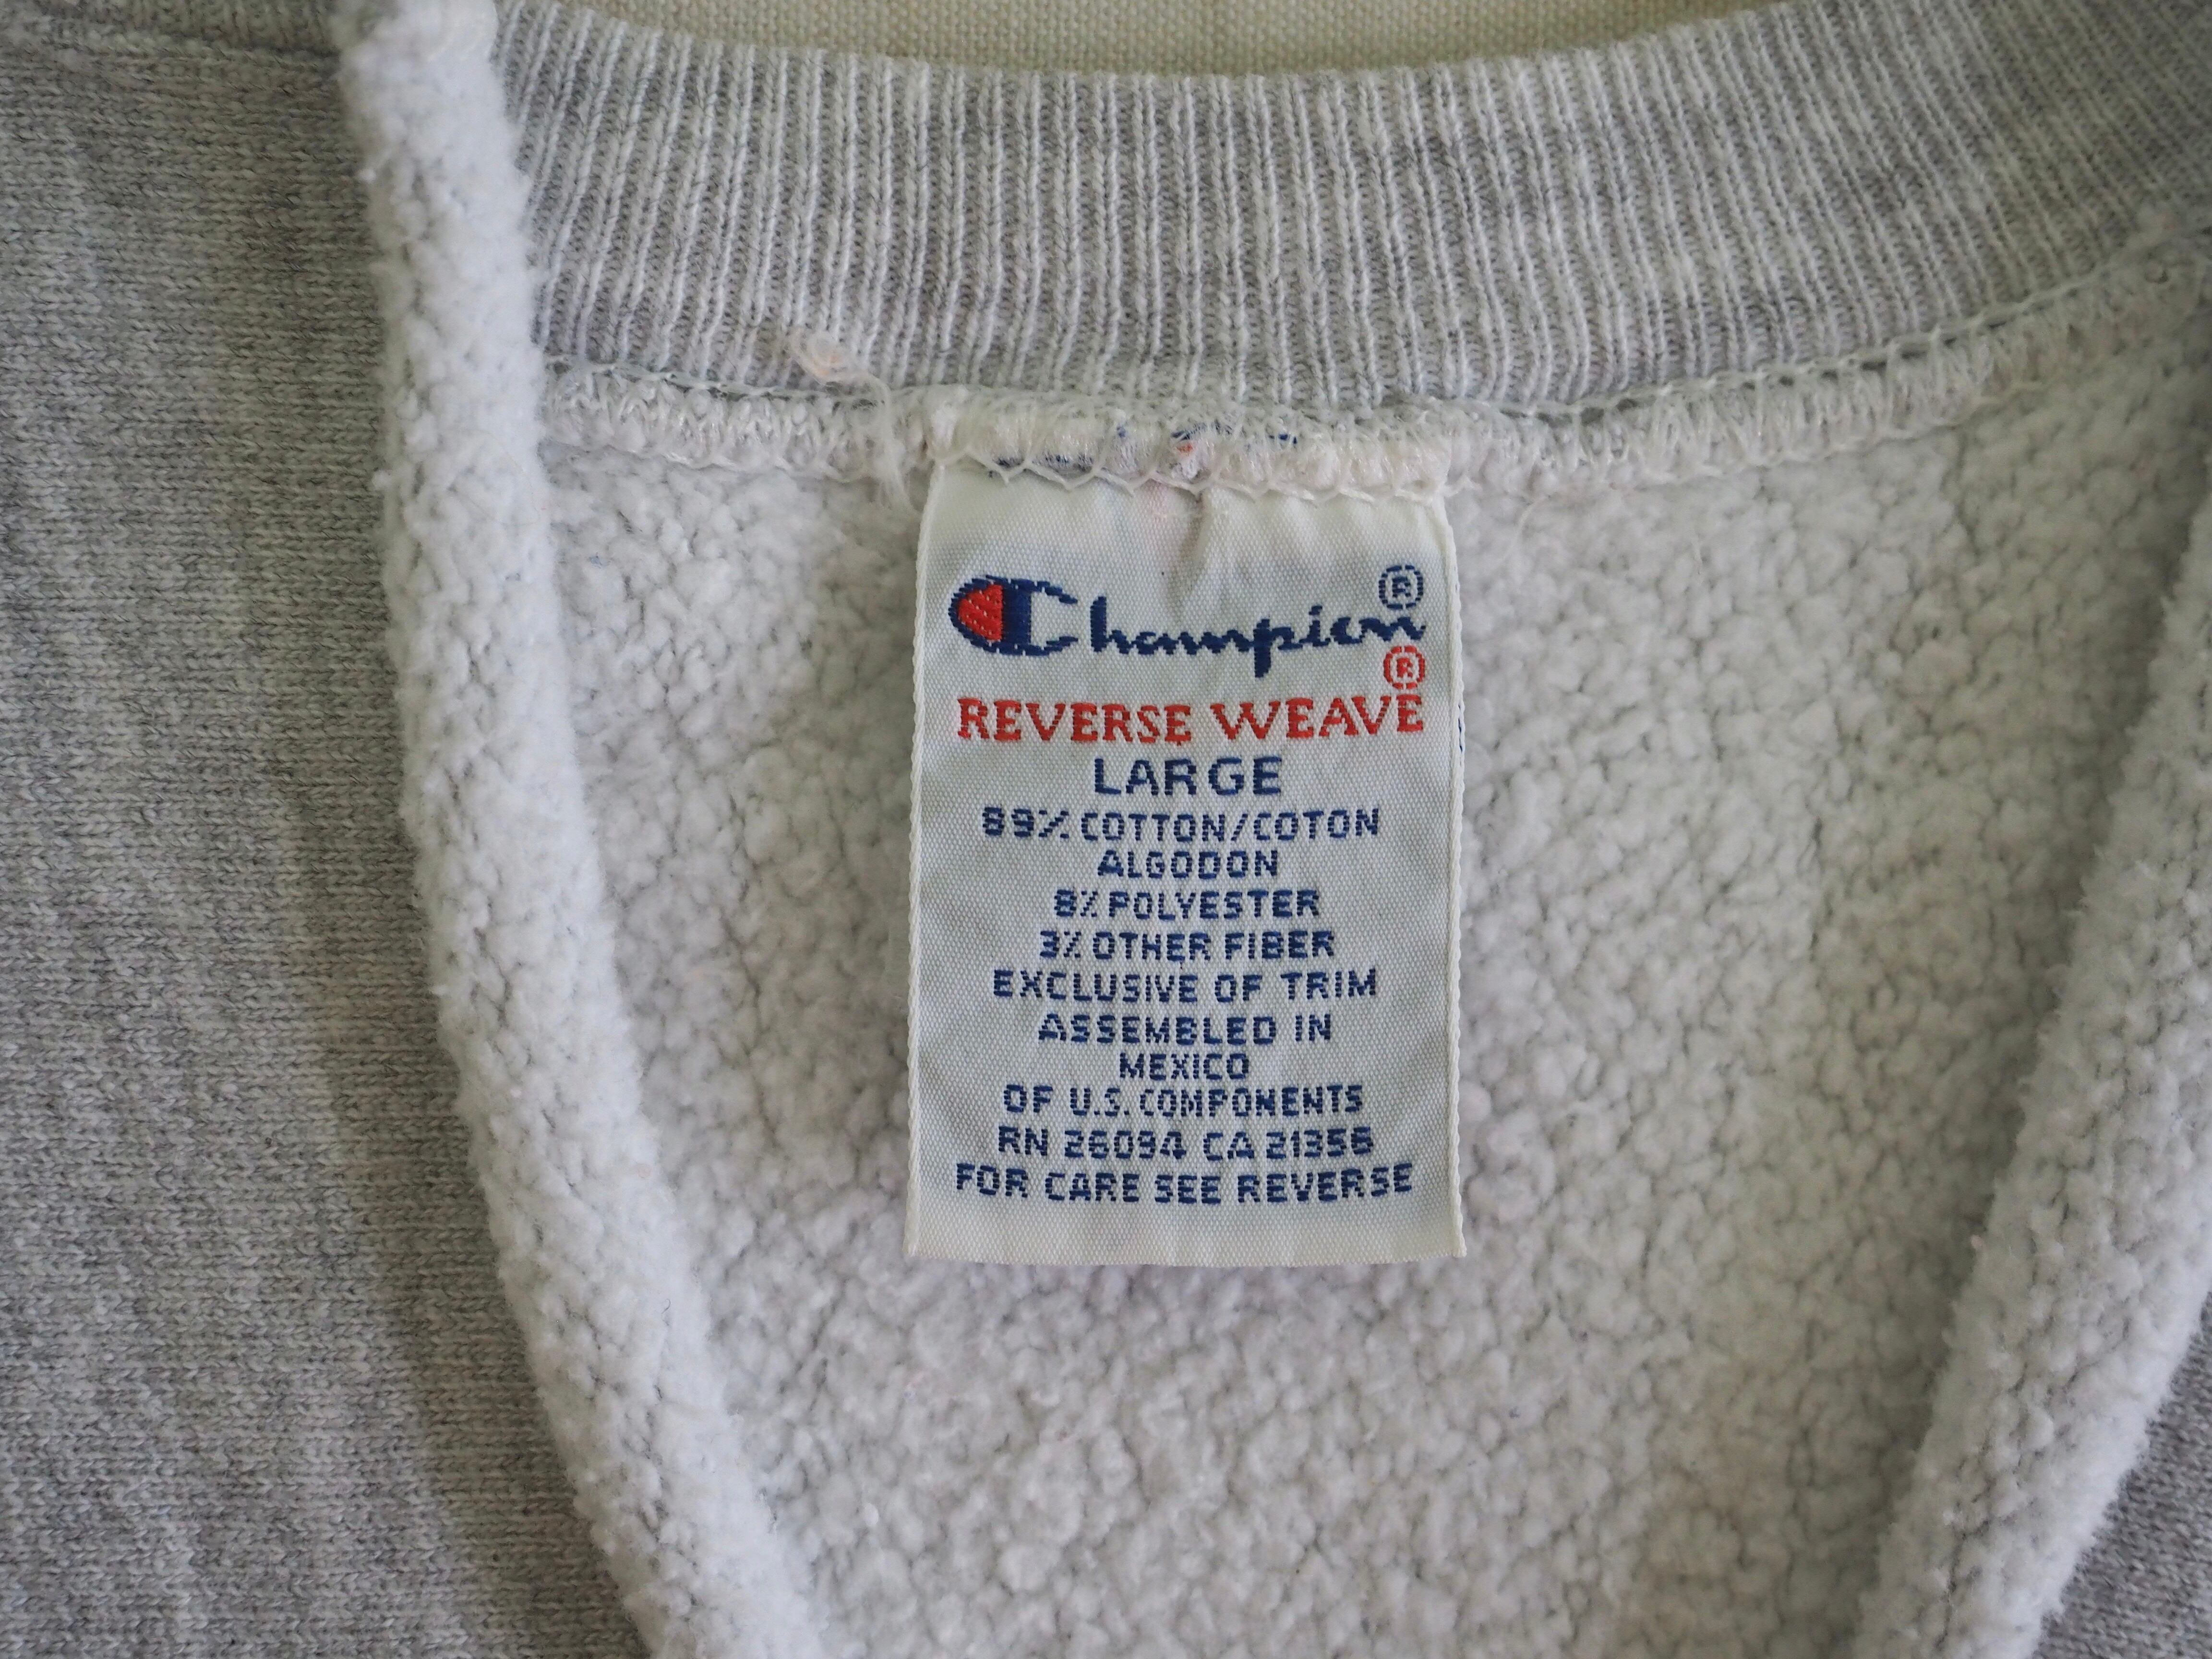 Champion®
REVERSE WEAVE®
LARGE
89% COTTON/COTON
ALGODON
8% POLYESTER
3% OTHER FIBER
EXCLUSIVE OF TRIM
ASSEMBLED IN
MEXICO
OF U.S. COMPONENTS
RN 26094 CA 21356
FOR CARE SEE REVERSE